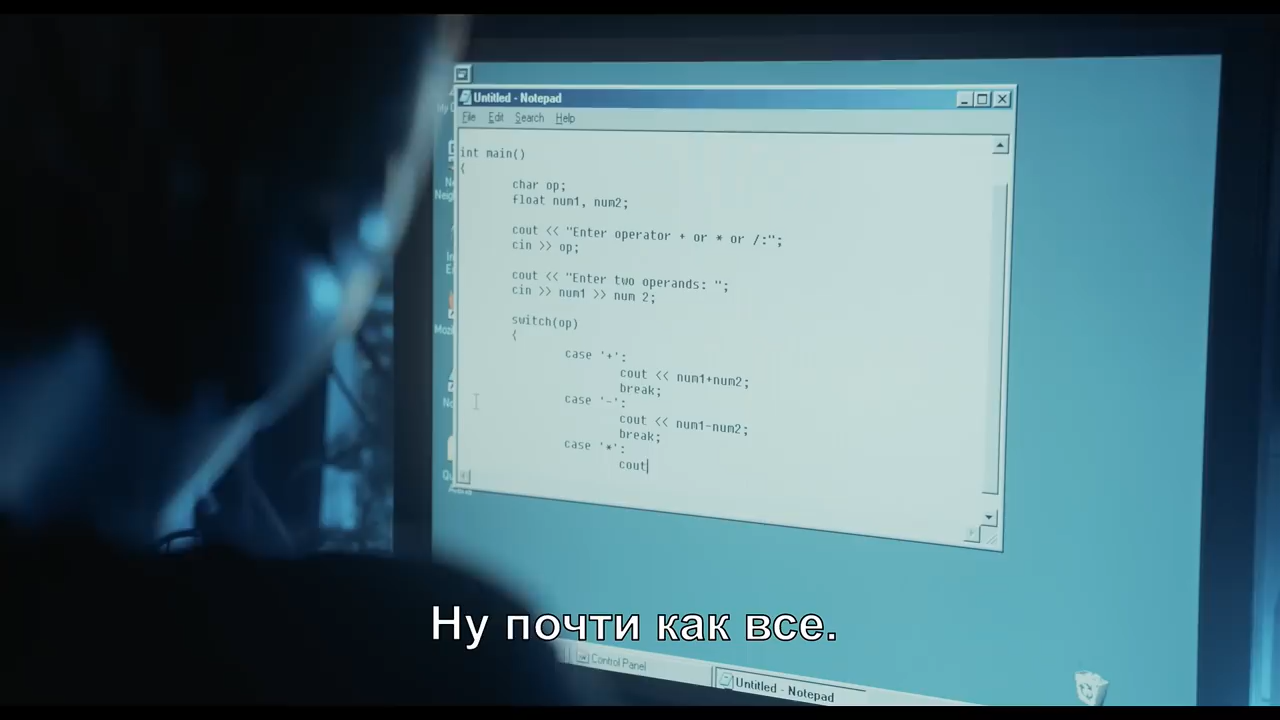 Untitled - Notepad
File Edit Search Help
int main()
{
char op;
float num1, num2;
cout << "Enter operator + or * or /:";
cin >> op;
cout << "Enter two operands: ";
cin >> num1 >> num 2;
switch(op)
{
case '+':
cout << num1+num2;
break;
case '-':
cout << num1-num2;
break;
case '*':
cout
Ну почти как все.
Control Panel
Untitled - Notepad